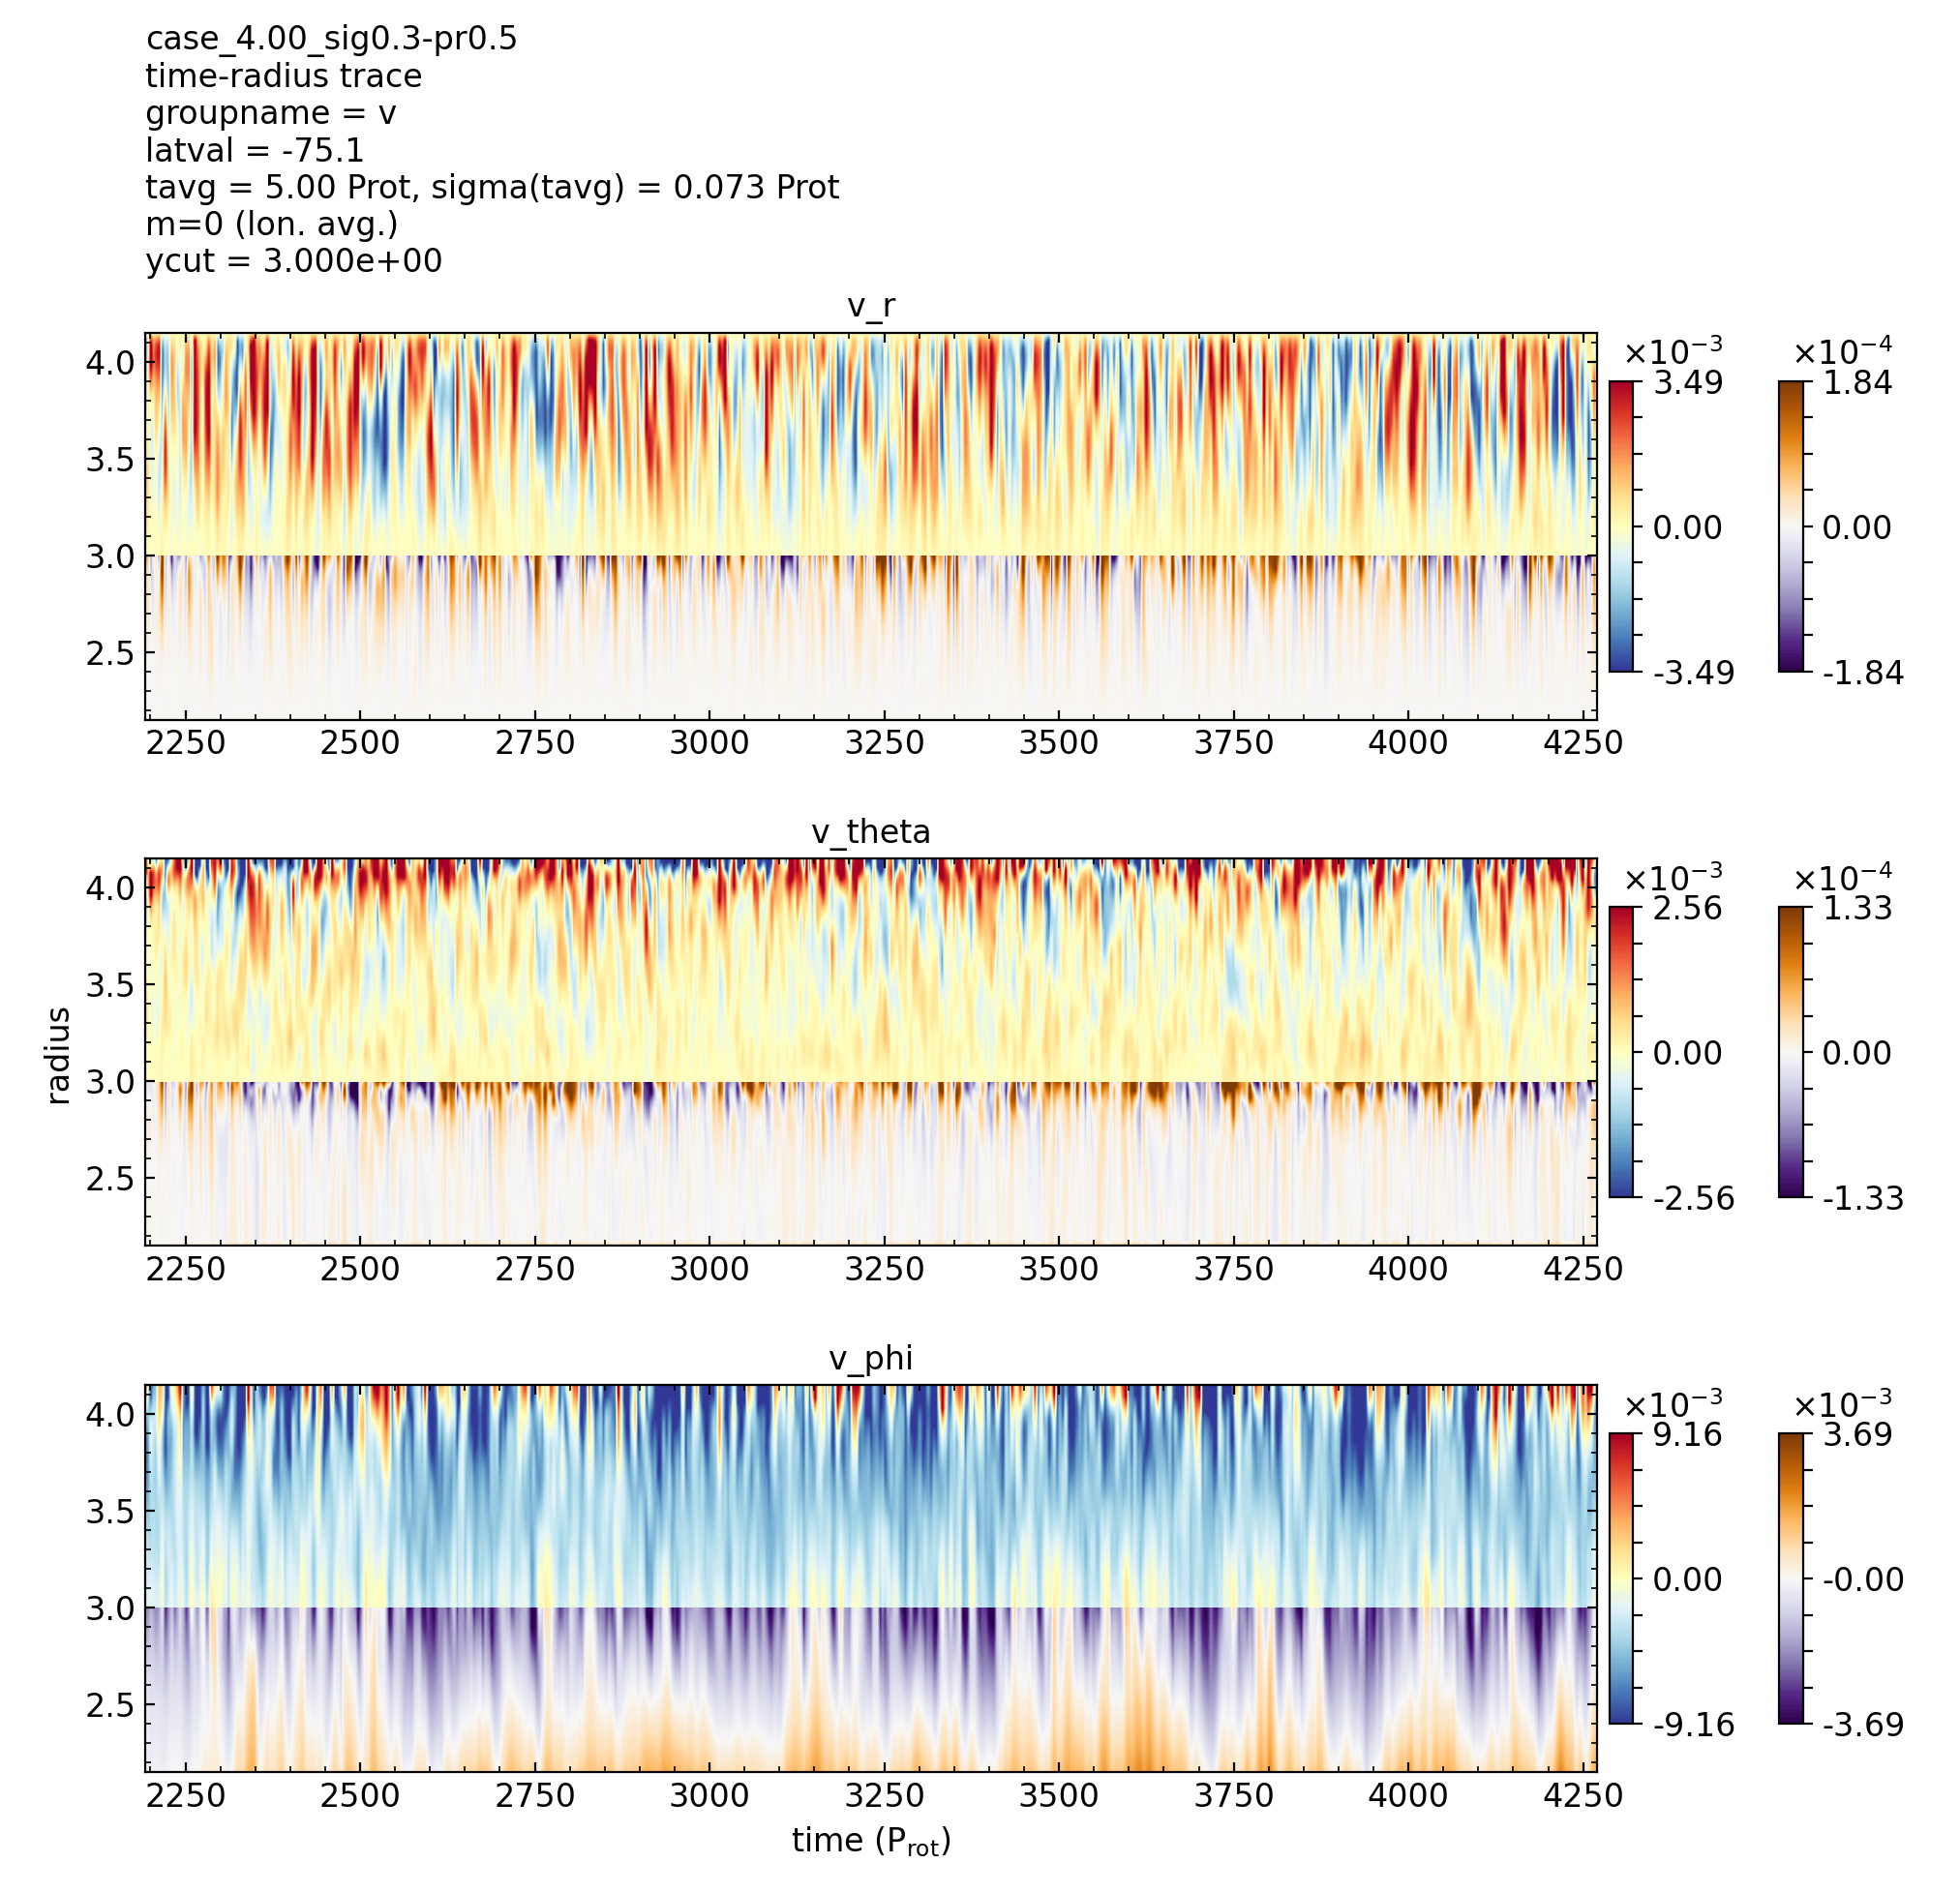 case_4.00_sig0.3-pr0.5
time-radius trace
groupname = v
latval = -75.1
tavg = 5.00 Prot, sigma(tavg) = 0.073 Prot
m=0 (lon. avg.)
ycut = 3.000e+00
v_r
4.0
3.5
3.0
2.5
2250 2500 2750 3000 3250 3500 3750 4000 4250
×10⁻³
3.49
0.00
-3.49
×10⁻⁴
1.84
0.00
-1.84
v_theta
radius
4.0
3.5
3.0
2.5
2250 2500 2750 3000 3250 3500 3750 4000 4250
×10⁻³
2.56
0.00
-2.56
×10⁻⁴
1.33
0.00
-1.33
v_phi
4.0
3.5
3.0
2.5
2250 2500 2750 3000 3250 3500 3750 4000 4250
×10⁻³
9.16
0.00
-9.16
×10⁻³
3.69
-0.00
-3.69
time (P_rot)